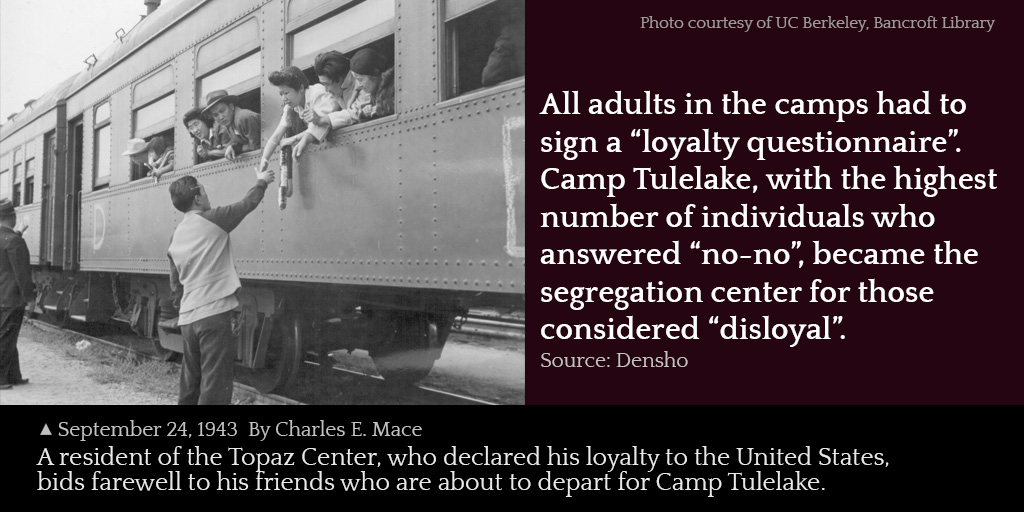 Photo courtesy of UC Berkeley, Bancroft Library
All adults in the camps had to
sign a “loyalty questionnaire”.
Camp Tulelake, with the highest
number of individuals who
answered “no-no”, became the
segregation center for those
considered “disloyal”.
Source: Densho
▲ September 24, 1943 By Charles E. Mace
A resident of the Topaz Center, who declared his loyalty to the United States,
bids farewell to his friends who are about to depart for Camp Tulelake.